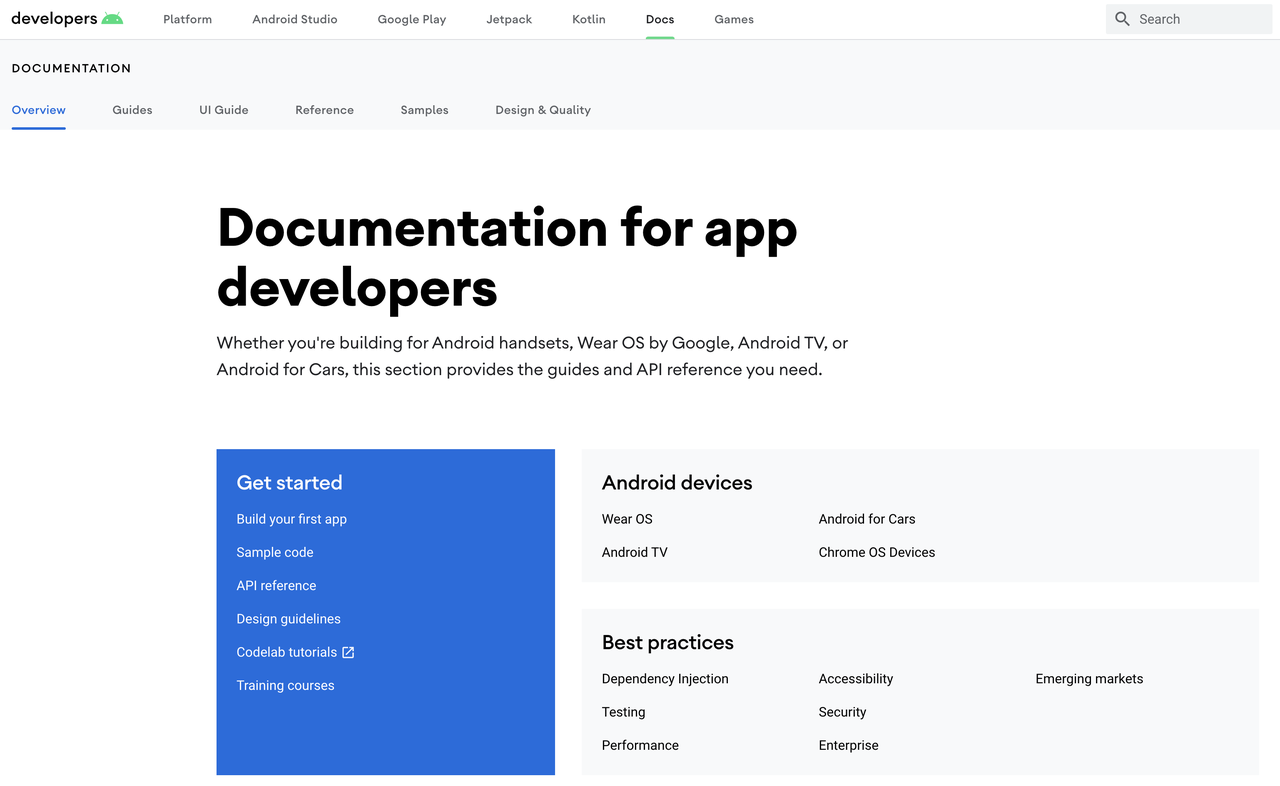 developers
Platform
Android Studio
Google Play
Jetpack
Kotlin
Docs
Games
Search
DOCUMENTATION
Overview
Guides
UI Guide
Reference
Samples
Design & Quality
Documentation for app
developers
Whether you're building for Android handsets, Wear OS by Google, Android TV, or
Android for Cars, this section provides the guides and API reference you need.
Get started
Build your first app
Sample code
API reference
Design guidelines
Codelab tutorials
Training courses
Android devices
Wear OS
Android for Cars
Android TV
Chrome OS Devices
Best practices
Dependency Injection
Accessibility
Emerging markets
Testing
Security
Performance
Enterprise